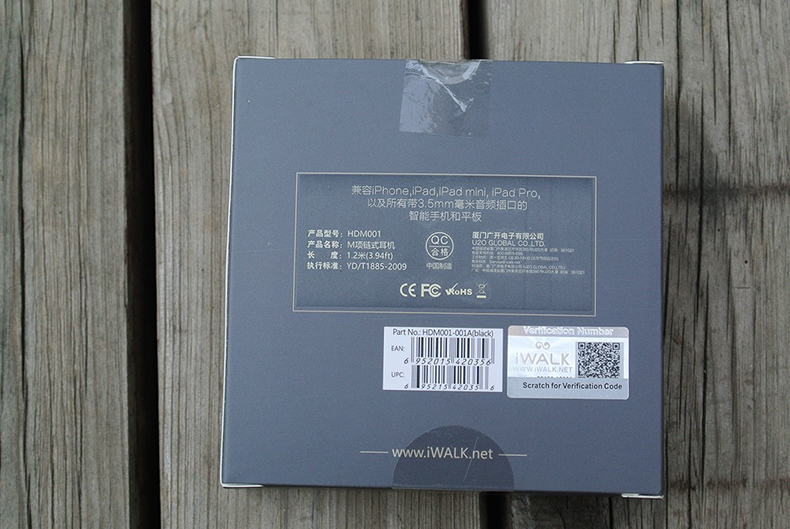 兼容iPhone,iPad,iPad mini, iPad Pro,
以及所有带3.5mm毫米音频插口的
智能手机和平板
产品型号: HDM001
产品名称: M项链式耳机
长 度: 1.2米(3.94ft)
执行标准: YD/T1885-2009
QC
合格
中国制造
厦门广开电子有限公司
U2O GLOBAL CO.,LTD.
CE FC RoHS
Part No.: HDM001-001A(black)
EAN:
6 952015 420356
UPC:
6 95215 42035 6
Verification Number
iWALK
WWW.iWALK.NET
Scratch for Verification Code
www.iWALK.net